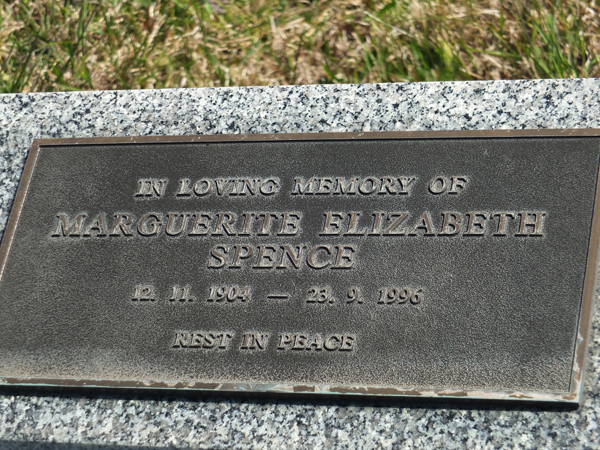 IN LOVING MEMORY OF
MARGUERITE ELIZABETH
SPENCE
12. 11. 1904 — 23. 9. 1996
REST IN PEACE